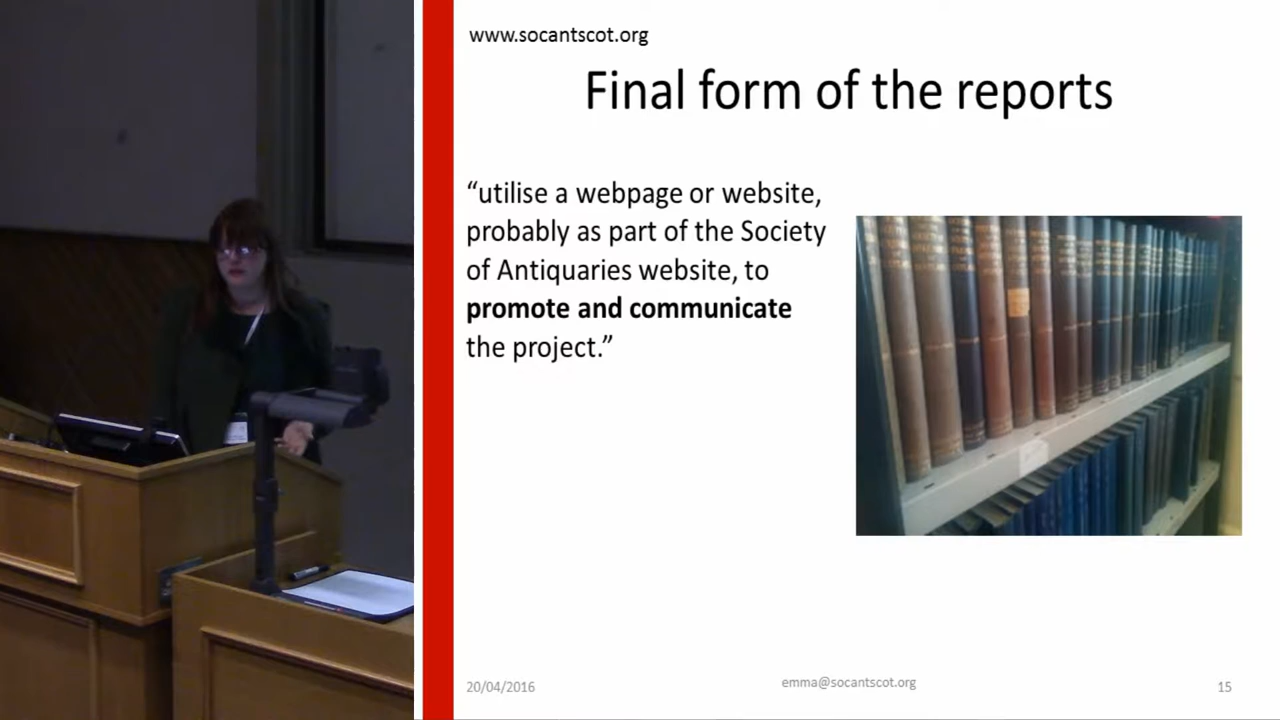 www.socantscot.org
Final form of the reports
“utilise a webpage or website,
probably as part of the Society
of Antiquaries website, to
promote and communicate
the project.”
20/04/2016
emma@socantscot.org
15